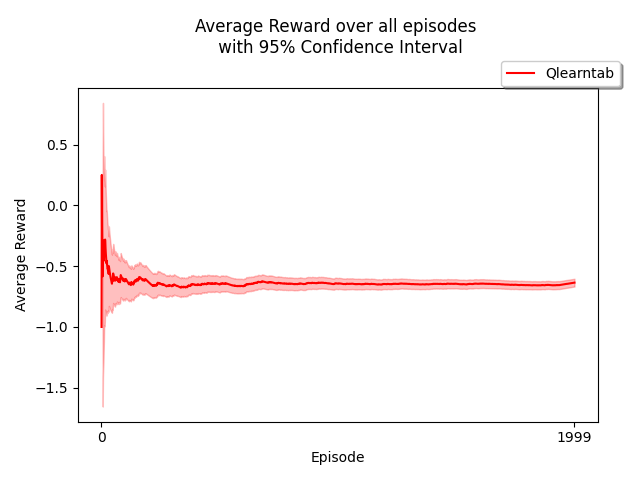 Average Reward over all episodes
with 95% Confidence Interval
Qlearntab
0.5
0.0
−0.5
−1.0
−1.5
Average Reward
0
1999
Episode